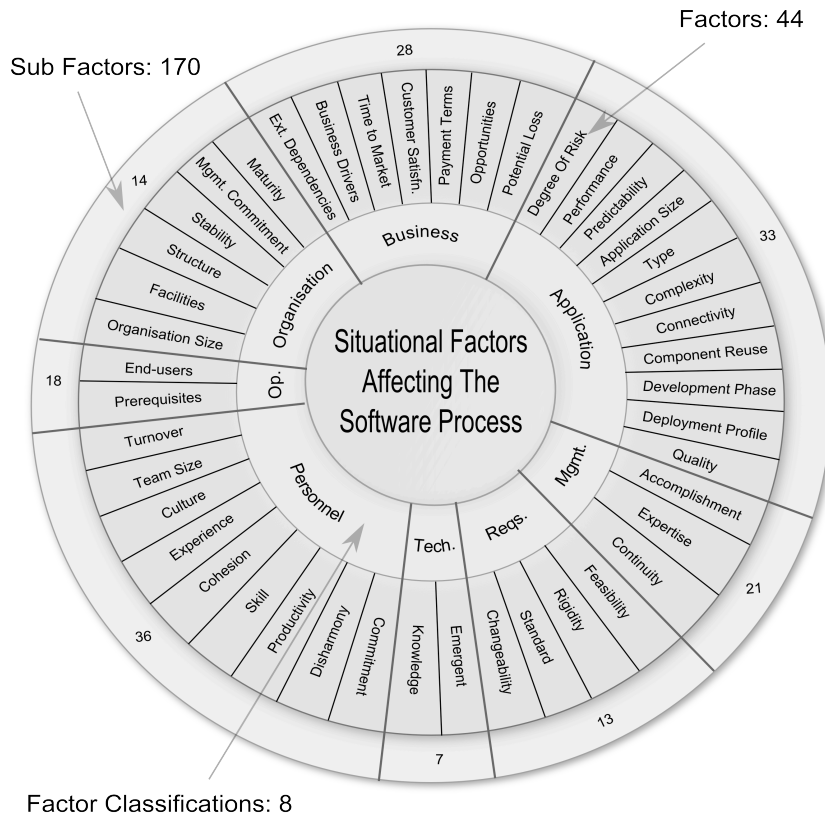 Factors: 44
Sub Factors: 170
28
33
21
13
7
36
18
14
Business
Ext. Dependencies
Business Drivers
Time to Market
Customer Satisfn.
Payment Terms
Opportunities
Potential Loss
Application
Degree Of Risk
Performance
Predictability
Application Size
Type
Complexity
Connectivity
Component Reuse
Development Phase
Deployment Profile
Quality
Mgmt.
Accomplishment
Expertise
Continuity
Reqs.
Feasibility
Rigidity
Standard
Changeability
Tech.
Emergent
Knowledge
Personnel
Commitment
Disharmony
Productivity
Skill
Cohesion
Experience
Culture
Team Size
Turnover
Op.
Prerequisites
End-users
Organisation
Organisation Size
Facilities
Structure
Stability
Mgmt. Commitment
Maturity
Situational Factors
Affecting The
Software Process
Factor Classifications: 8